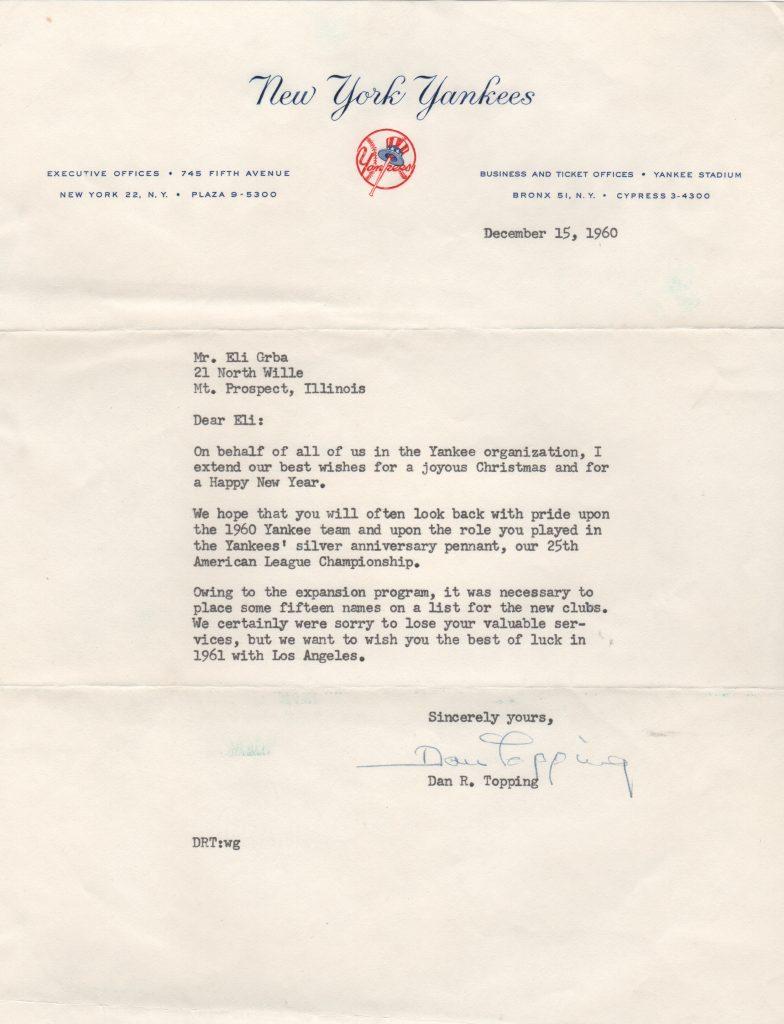 New York Yankees
Yankees
EXECUTIVE OFFICES • 745 FIFTH AVENUE
NEW YORK 22, N.Y. • PLAZA 9-5300
BUSINESS AND TICKET OFFICES • YANKEE STADIUM
BRONX 51, N.Y. • CYPRESS 3-4300
December 15, 1960
Mr. Eli Grba
21 North Wille
Mt. Prospect, Illinois
Dear Eli:
On behalf of all of us in the Yankee organization, I
extend our best wishes for a joyous Christmas and for
a Happy New Year.
We hope that you will often look back with pride upon
the 1960 Yankee team and upon the role you played in
the Yankees' silver anniversary pennant, our 25th
American League Championship.
Owing to the expansion program, it was necessary to
place some fifteen names on a list for the new clubs.
We certainly were sorry to lose your valuable ser-
vices, but we want to wish you the best of luck in
1961 with Los Angeles.
Sincerely yours,
Dan Topping
Dan R. Topping
DRT:wg